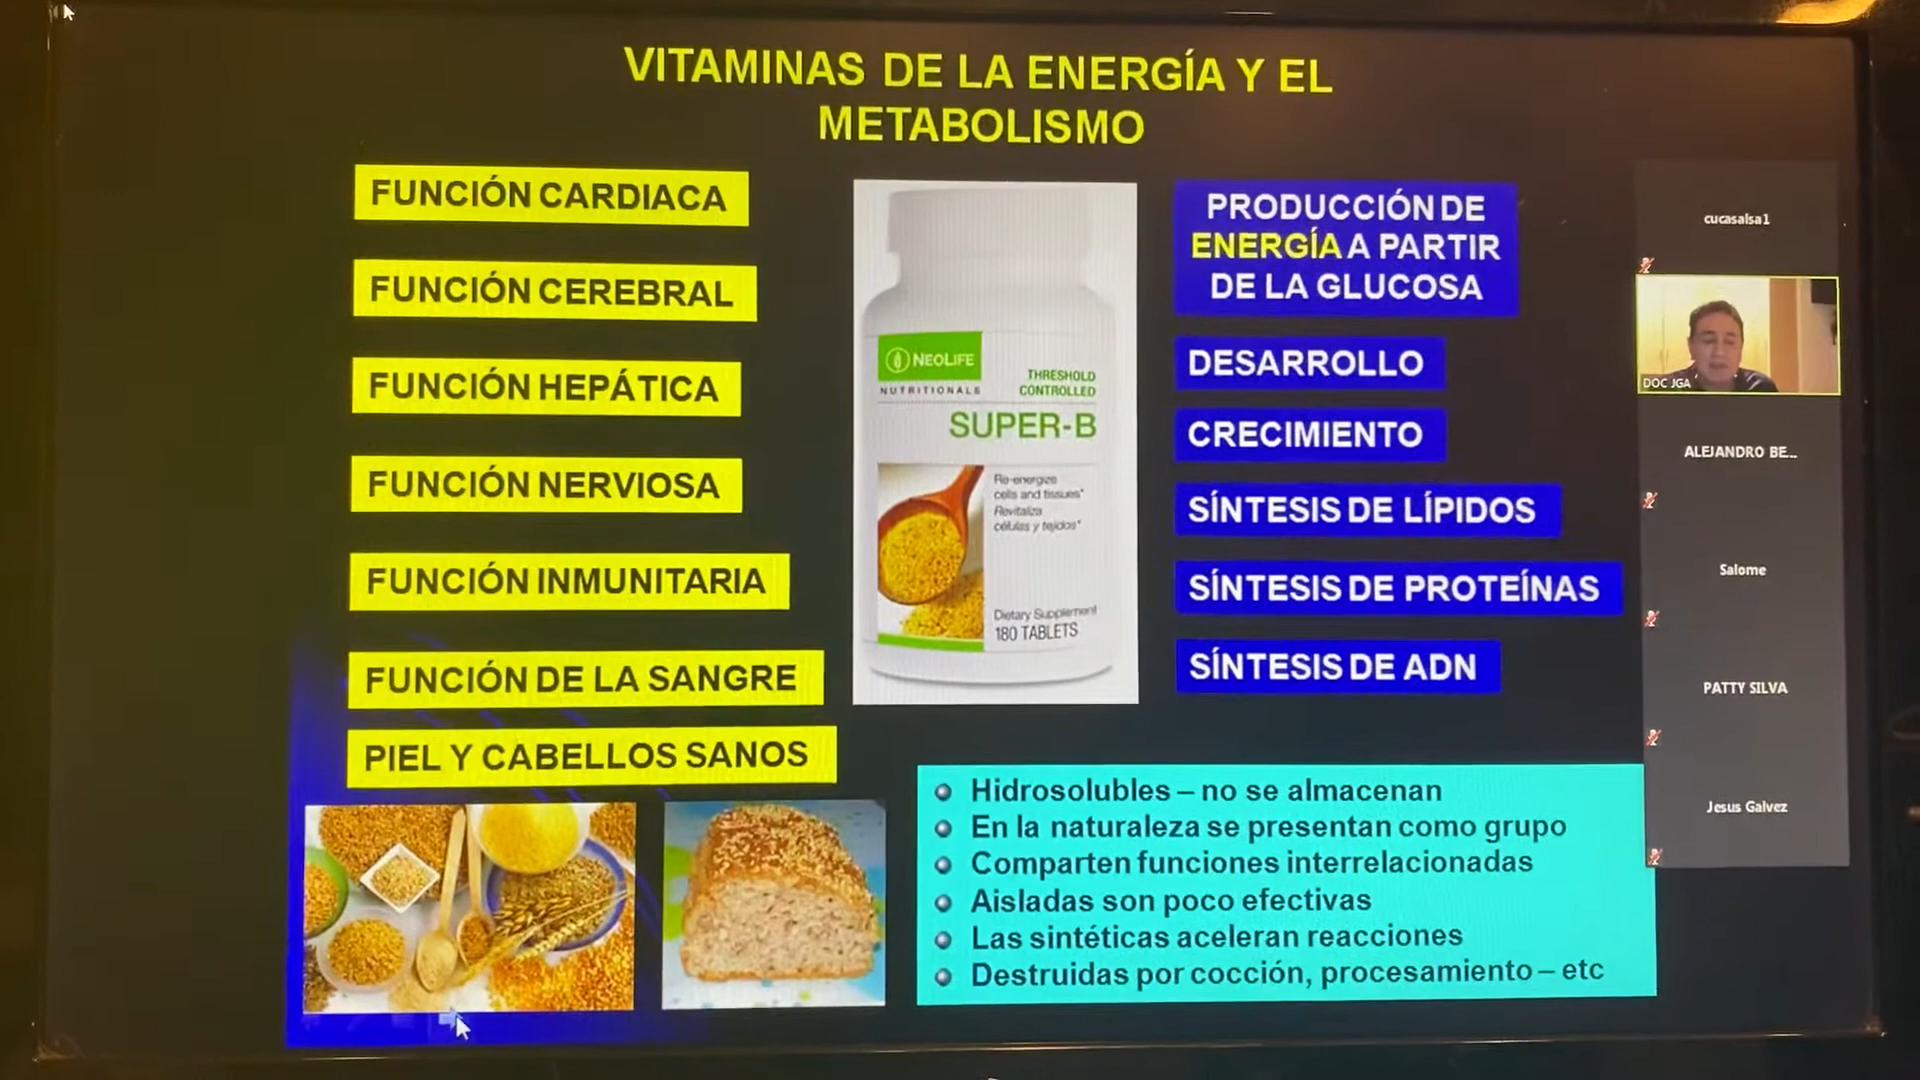 VITAMINAS DE LA ENERGÍA Y EL
METABOLISMO
FUNCIÓN CARDIACA
FUNCIÓN CEREBRAL
FUNCIÓN HEPÁTICA
FUNCIÓN NERVIOSA
FUNCIÓN INMUNITARIA
FUNCIÓN DE LA SANGRE
PIEL Y CABELLOS SANOS
NEOLIFE
NUTRITIONALS
THRESHOLD
CONTROLLED
SUPER-B
Re-energize
cells and tissues*
Revitaliza
células y tejidos*
Dietary Supplement
180 TABLETS
PRODUCCIÓN DE
ENERGÍA A PARTIR
DE LA GLUCOSA
DESARROLLO
CRECIMIENTO
SÍNTESIS DE LÍPIDOS
SÍNTESIS DE PROTEÍNAS
SÍNTESIS DE ADN
Hidrosolubles – no se almacenan
En la naturaleza se presentan como grupo
Comparten funciones interrelacionadas
Aisladas son poco efectivas
Las sintéticas aceleran reacciones
Destruidas por cocción, procesamiento – etc
cucasalsa1
DOC JGA
ALEJANDRO BE...
Salome
PATTY SILVA
Jesus Galvez